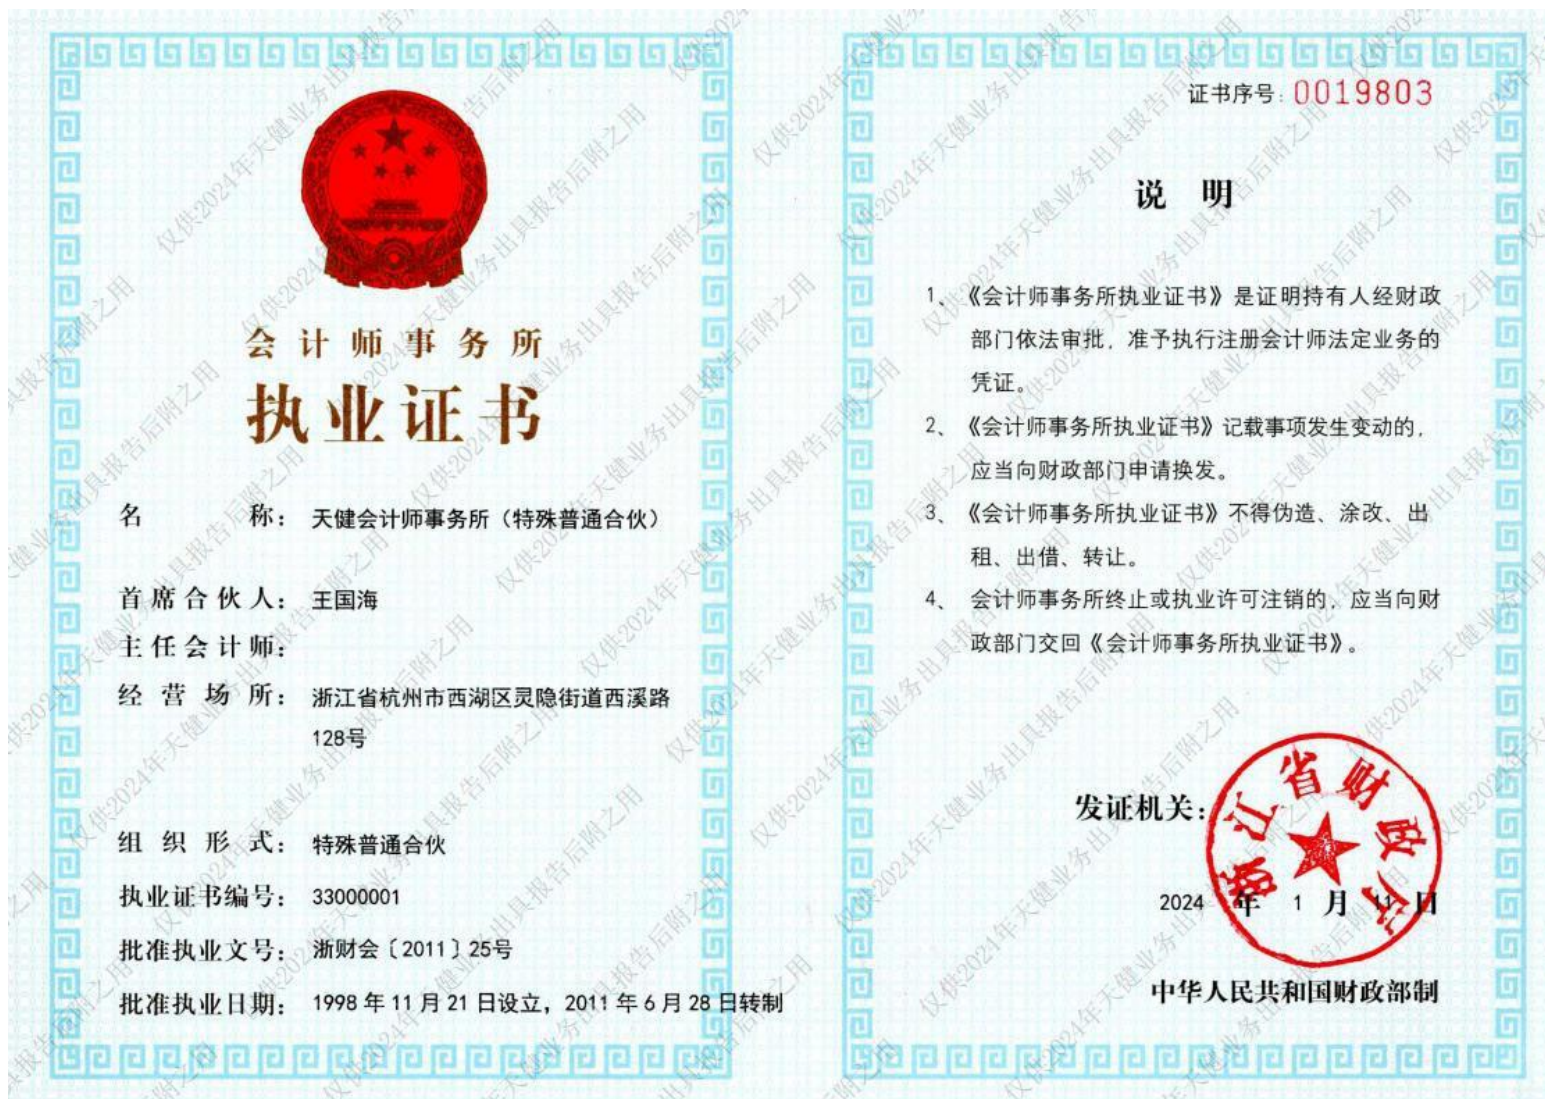 会计师事务所
执业证书
名 称： 天健会计师事务所（特殊普通合伙）
首席合伙人： 王国海
主任会计师：
经营场所： 浙江省杭州市西湖区灵隐街道西溪路
128号
组织形式： 特殊普通合伙
执业证书编号： 33000001
批准执业文号： 浙财会〔2011〕25号
批准执业日期： 1998年11月21日设立，2011年6月28日转制
证书序号：0019803
说 明
1、《会计师事务所执业证书》是证明持有人经财政
部门依法审批，准予执行注册会计师法定业务的
凭证。
2、《会计师事务所执业证书》记载事项发生变动的，
应当向财政部门申请换发。
3、《会计师事务所执业证书》不得伪造、涂改、出
租、出借、转让。
4、会计师事务所终止或执业许可注销的，应当向财
政部门交回《会计师事务所执业证书》。
发证机关：
浙江省财政厅
2024年1月11日
中华人民共和国财政部制
仅供2024年天健业务出具报告后附之用